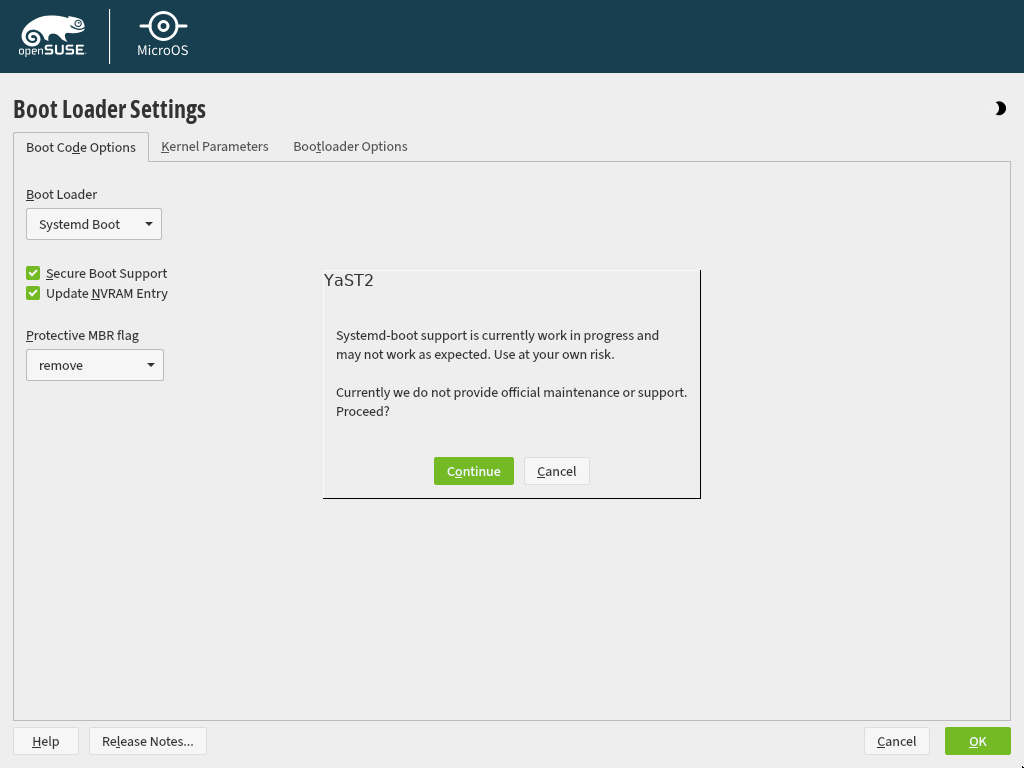 openSUSE
MicroOS
Boot Loader Settings
Boot Code Options
Kernel Parameters
Bootloader Options
Boot Loader
Systemd Boot
Secure Boot Support
Update NVRAM Entry
Protective MBR flag
remove
YaST2
Systemd-boot support is currently work in progress and
may not work as expected. Use at your own risk.
Currently we do not provide official maintenance or support.
Proceed?
Continue
Cancel
Help
Release Notes...
Cancel
OK